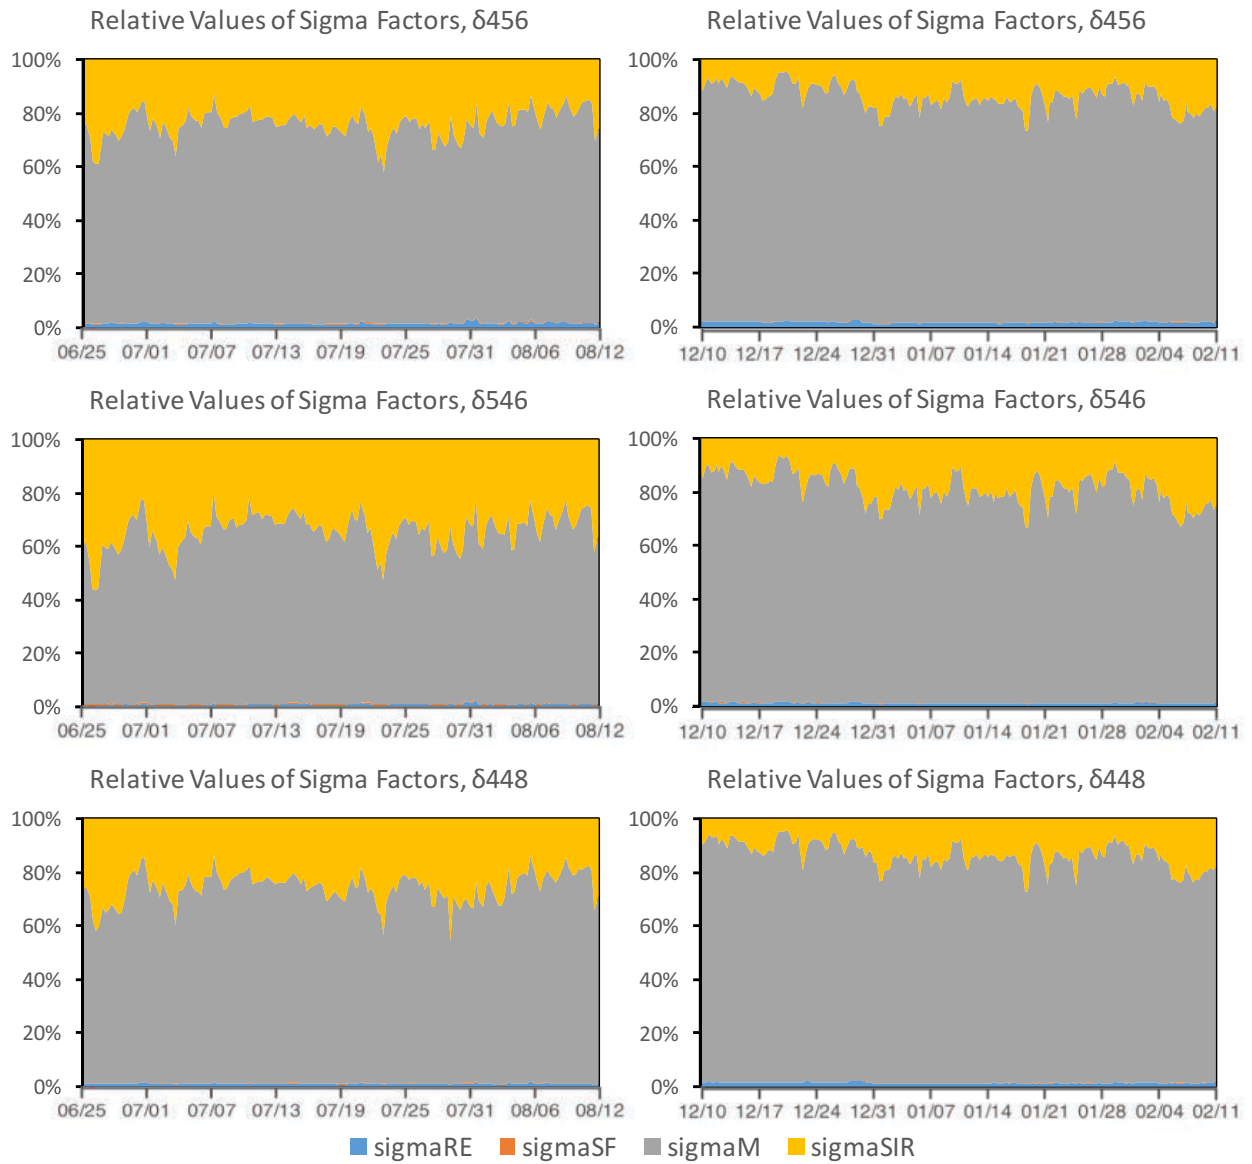 Relative Values of Sigma Factors, δ456
100%
80%
60%
40%
20%
0%
06/25 07/01 07/07 07/13 07/19 07/25 07/31 08/06 08/12
Relative Values of Sigma Factors, δ456
100%
80%
60%
40%
20%
0%
12/10 12/17 12/24 12/31 01/07 01/14 01/21 01/28 02/04 02/11
Relative Values of Sigma Factors, δ546
100%
80%
60%
40%
20%
0%
06/25 07/01 07/07 07/13 07/19 07/25 07/31 08/06 08/12
Relative Values of Sigma Factors, δ546
100%
80%
60%
40%
20%
0%
12/10 12/17 12/24 12/31 01/07 01/14 01/21 01/28 02/04 02/11
Relative Values of Sigma Factors, δ448
100%
80%
60%
40%
20%
0%
06/25 07/01 07/07 07/13 07/19 07/25 07/31 08/06 08/12
Relative Values of Sigma Factors, δ448
100%
80%
60%
40%
20%
0%
12/10 12/17 12/24 12/31 01/07 01/14 01/21 01/28 02/04 02/11
sigmaRE sigmaSF sigmaM sigmaSIR